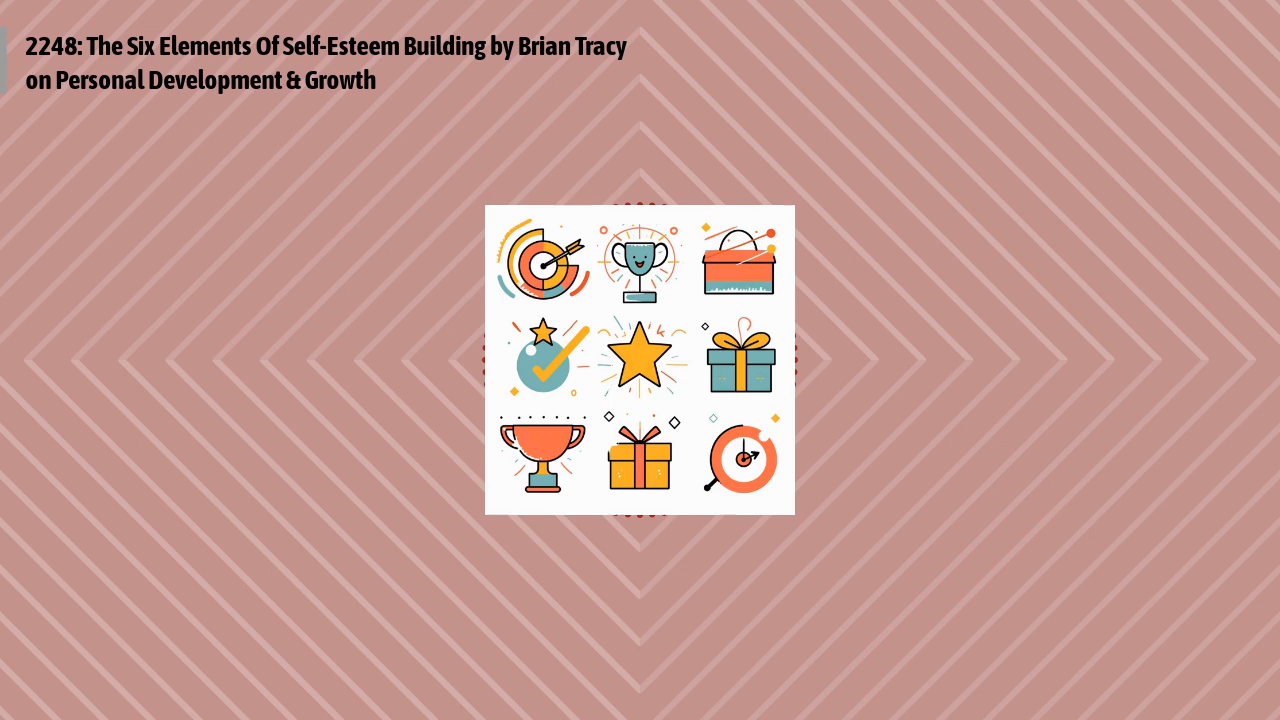 2248: The Six Elements Of Self-Esteem Building by Brian Tracy
on Personal Development & Growth